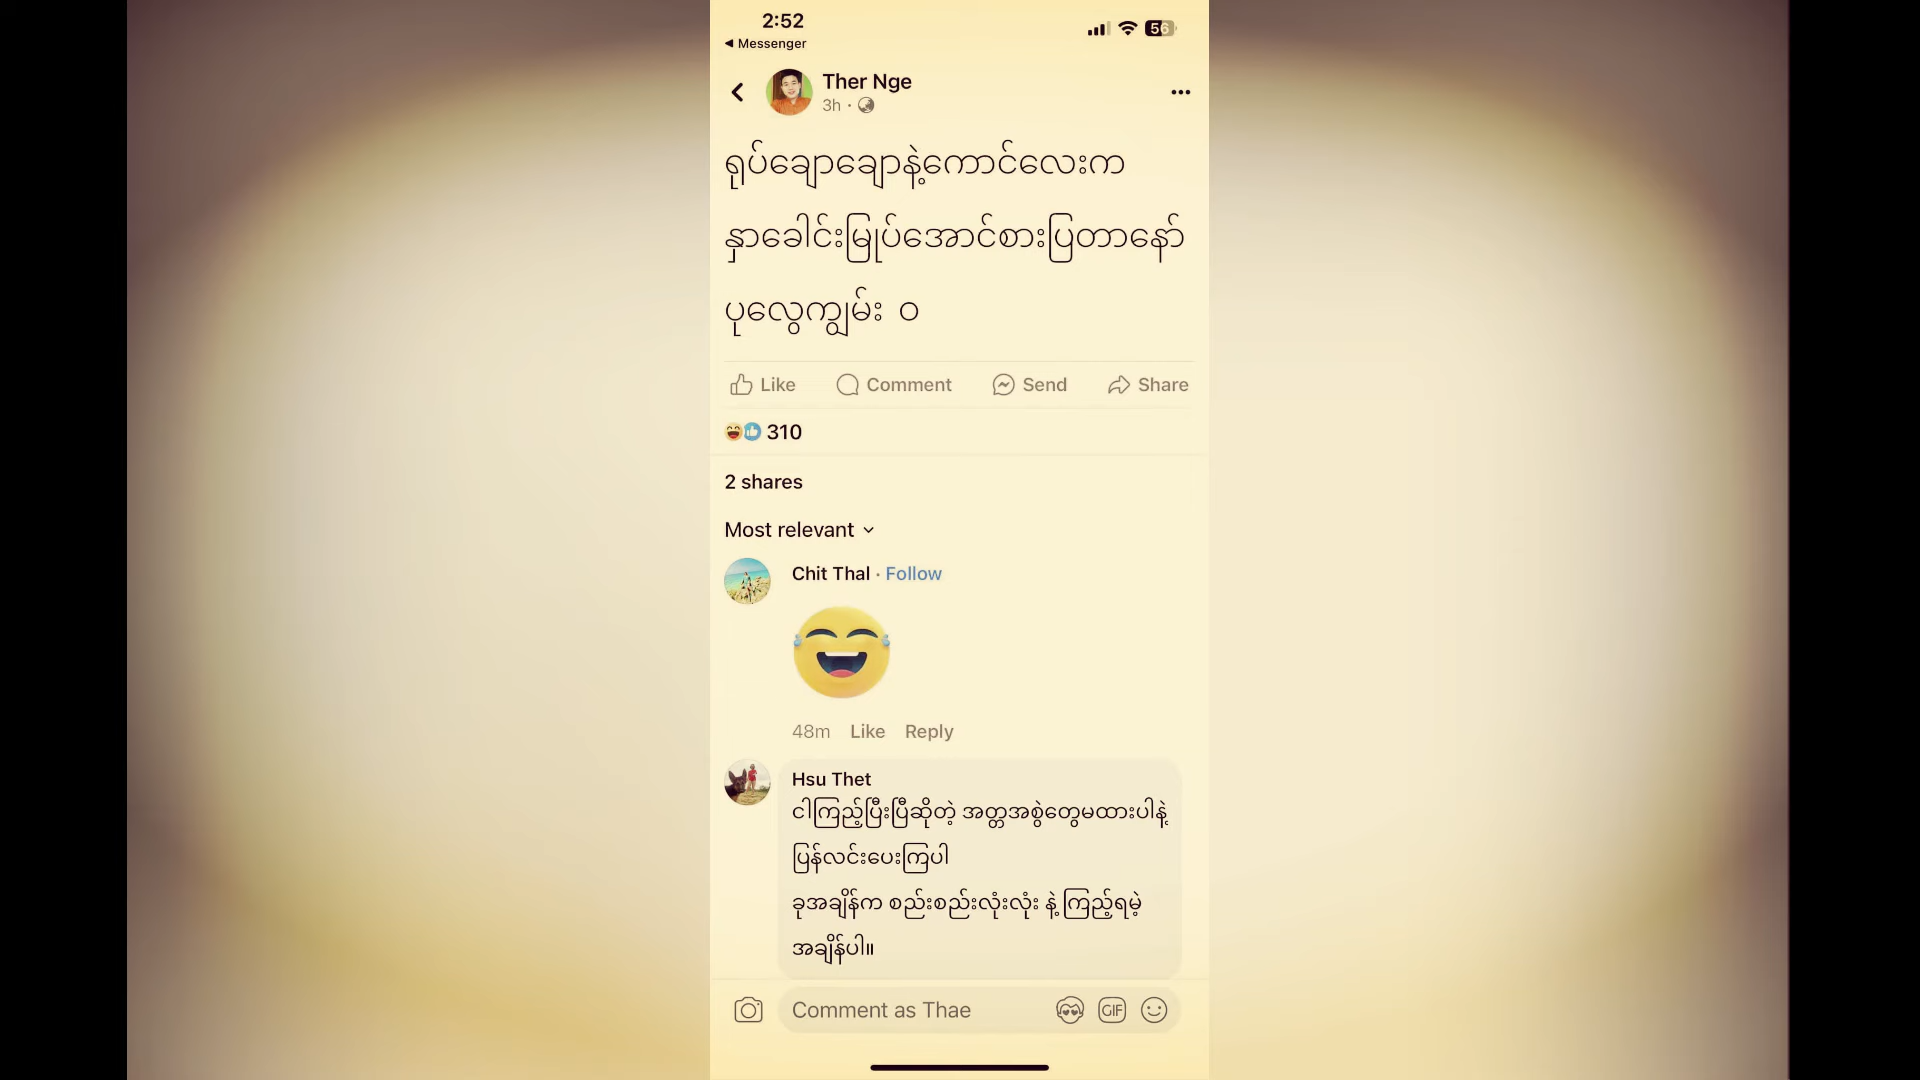 2:52
56
◀ Messenger
Ther Nge
3h ·
ရုပ်ချောချောနဲ့ကောင်လေးက
နှာခေါင်းမြုပ်အောင်စားပြတာနော်
ပုလွေကျွမ်း ဝ
Like Comment Send Share
310
2 shares
Most relevant
Chit Thal · Follow
48m Like Reply
Hsu Thet
ငါကြည့်ပြီးပြီဆိုတဲ့ အတ္တအစွဲတွေမထားပါနဲ့
ပြန်လင်းပေးကြပါ
ခုအချိန်က စည်းစည်းလုံးလုံး နဲ့ ကြည့်ရမဲ့
အချိန်ပါ။
Comment as Thae GIF